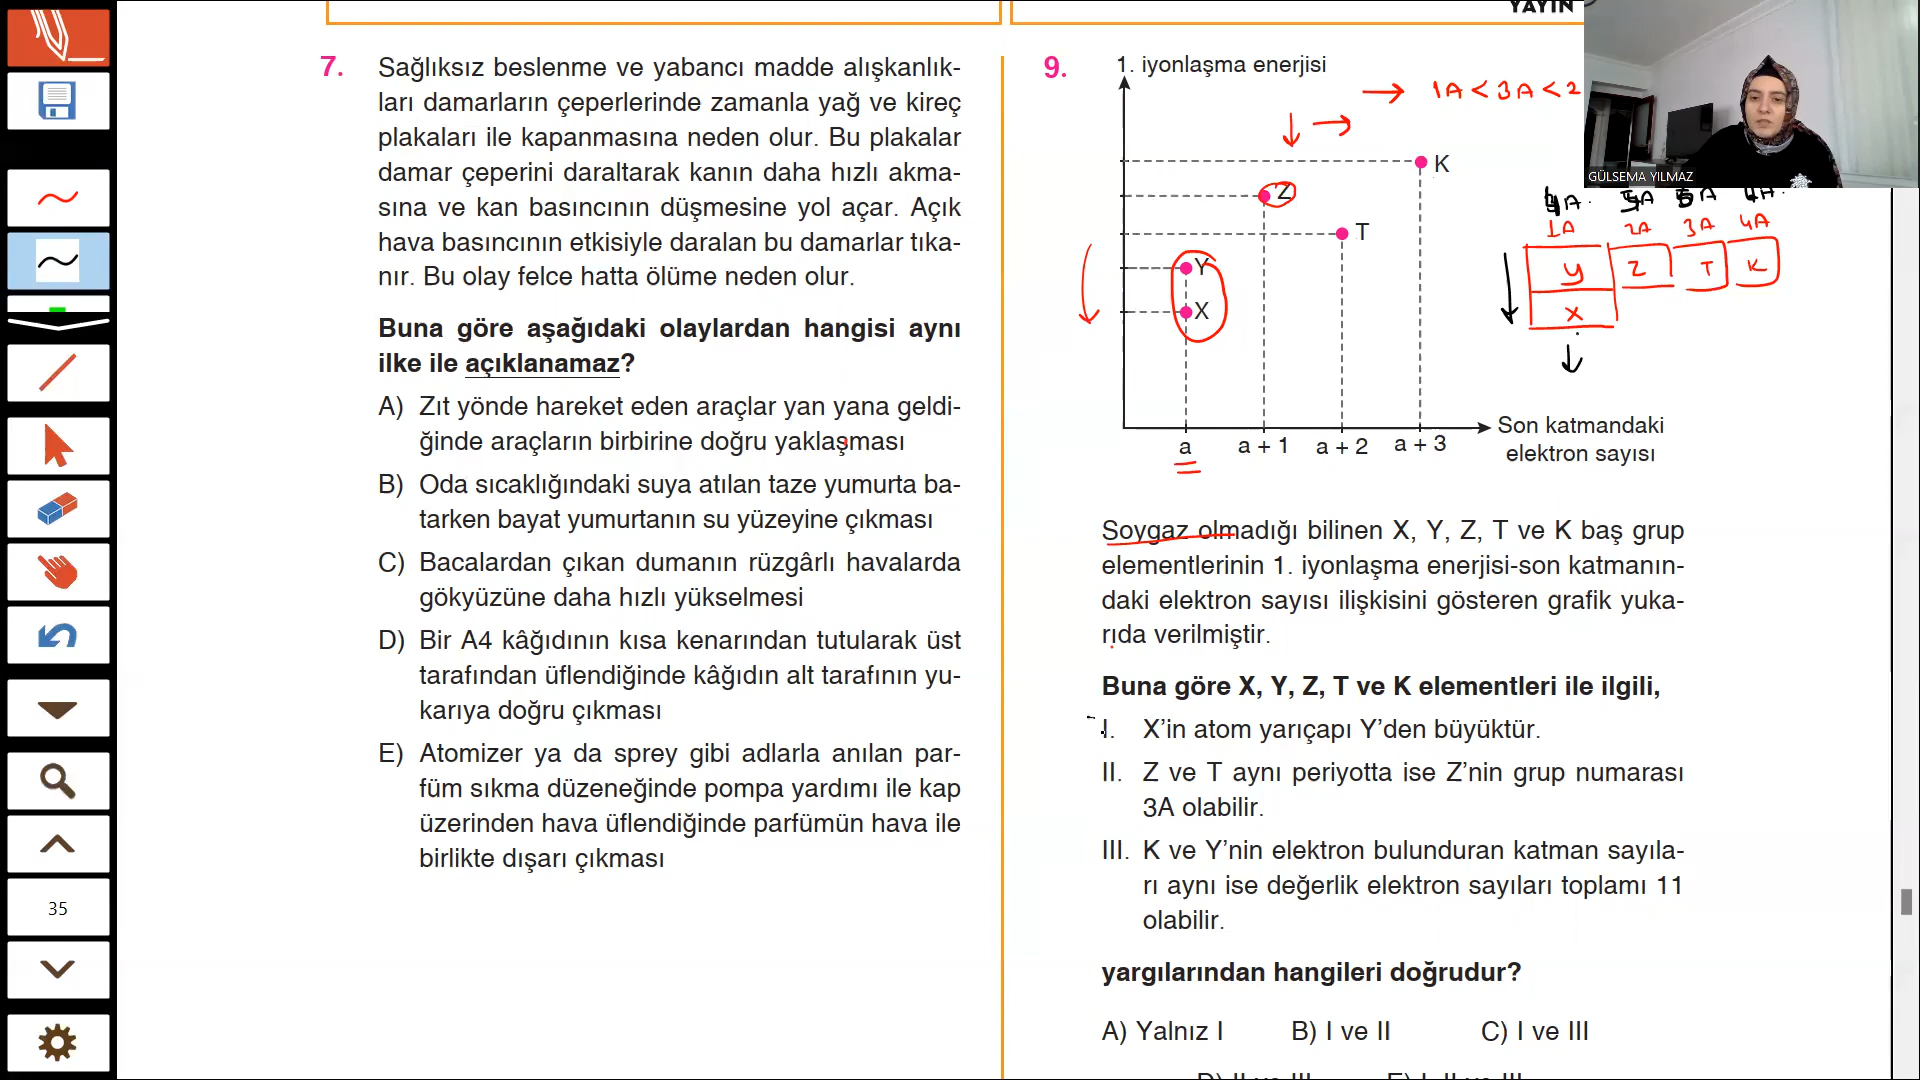 YAYIN
7.
Sağlıksız beslenme ve yabancı madde alışkanlık-
ları damarların çeperlerinde zamanla yağ ve kireç
plakaları ile kapanmasına neden olur. Bu plakalar
damar çeperini daraltarak kanın daha hızlı akma-
sına ve kan basıncının düşmesine yol açar. Açık
hava basıncının etkisiyle daralan bu damarlar tıka-
nır. Bu olay felce hatta ölüme neden olur.
Buna göre aşağıdaki olaylardan hangisi aynı
ilke ile açıklanamaz?
A) Zıt yönde hareket eden araçlar yan yana geldi-
ğinde araçların birbirine doğru yaklaşması
B) Oda sıcaklığındaki suya atılan taze yumurta ba-
tarken bayat yumurtanın su yüzeyine çıkması
C) Bacalardan çıkan dumanın rüzgârlı havalarda
gökyüzüne daha hızlı yükselmesi
D) Bir A4 kâğıdının kısa kenarından tutularak üst
tarafından üflendiğinde kâğıdın alt tarafının yu-
karıya doğru çıkması
E) Atomizer ya da sprey gibi adlarla anılan par-
füm sıkma düzeneğinde pompa yardımı ile kap
üzerinden hava üflendiğinde parfümün hava ile
birlikte dışarı çıkması
35
9.
1. iyonlaşma enerjisi
→ 1A < 3A < 2
K
Z
T
Y
X
a
a + 1
a + 2
a + 3
Son katmandaki
elektron sayısı
GÜLSEMA YILMAZ
1A 2A 3A 4A
Y Z T K
X
Soygaz olmadığı bilinen X, Y, Z, T ve K baş grup
elementlerinin 1. iyonlaşma enerjisi-son katmanın-
daki elektron sayısı ilişkisini gösteren grafik yuka-
rıda verilmiştir.
Buna göre X, Y, Z, T ve K elementleri ile ilgili,
I. X’in atom yarıçapı Y’den büyüktür.
II. Z ve T aynı periyotta ise Z’nin grup numarası
3A olabilir.
III. K ve Y’nin elektron bulunduran katman sayıla-
rı aynı ise değerlik elektron sayıları toplamı 11
olabilir.
yargılarından hangileri doğrudur?
A) Yalnız I B) I ve II C) I ve III